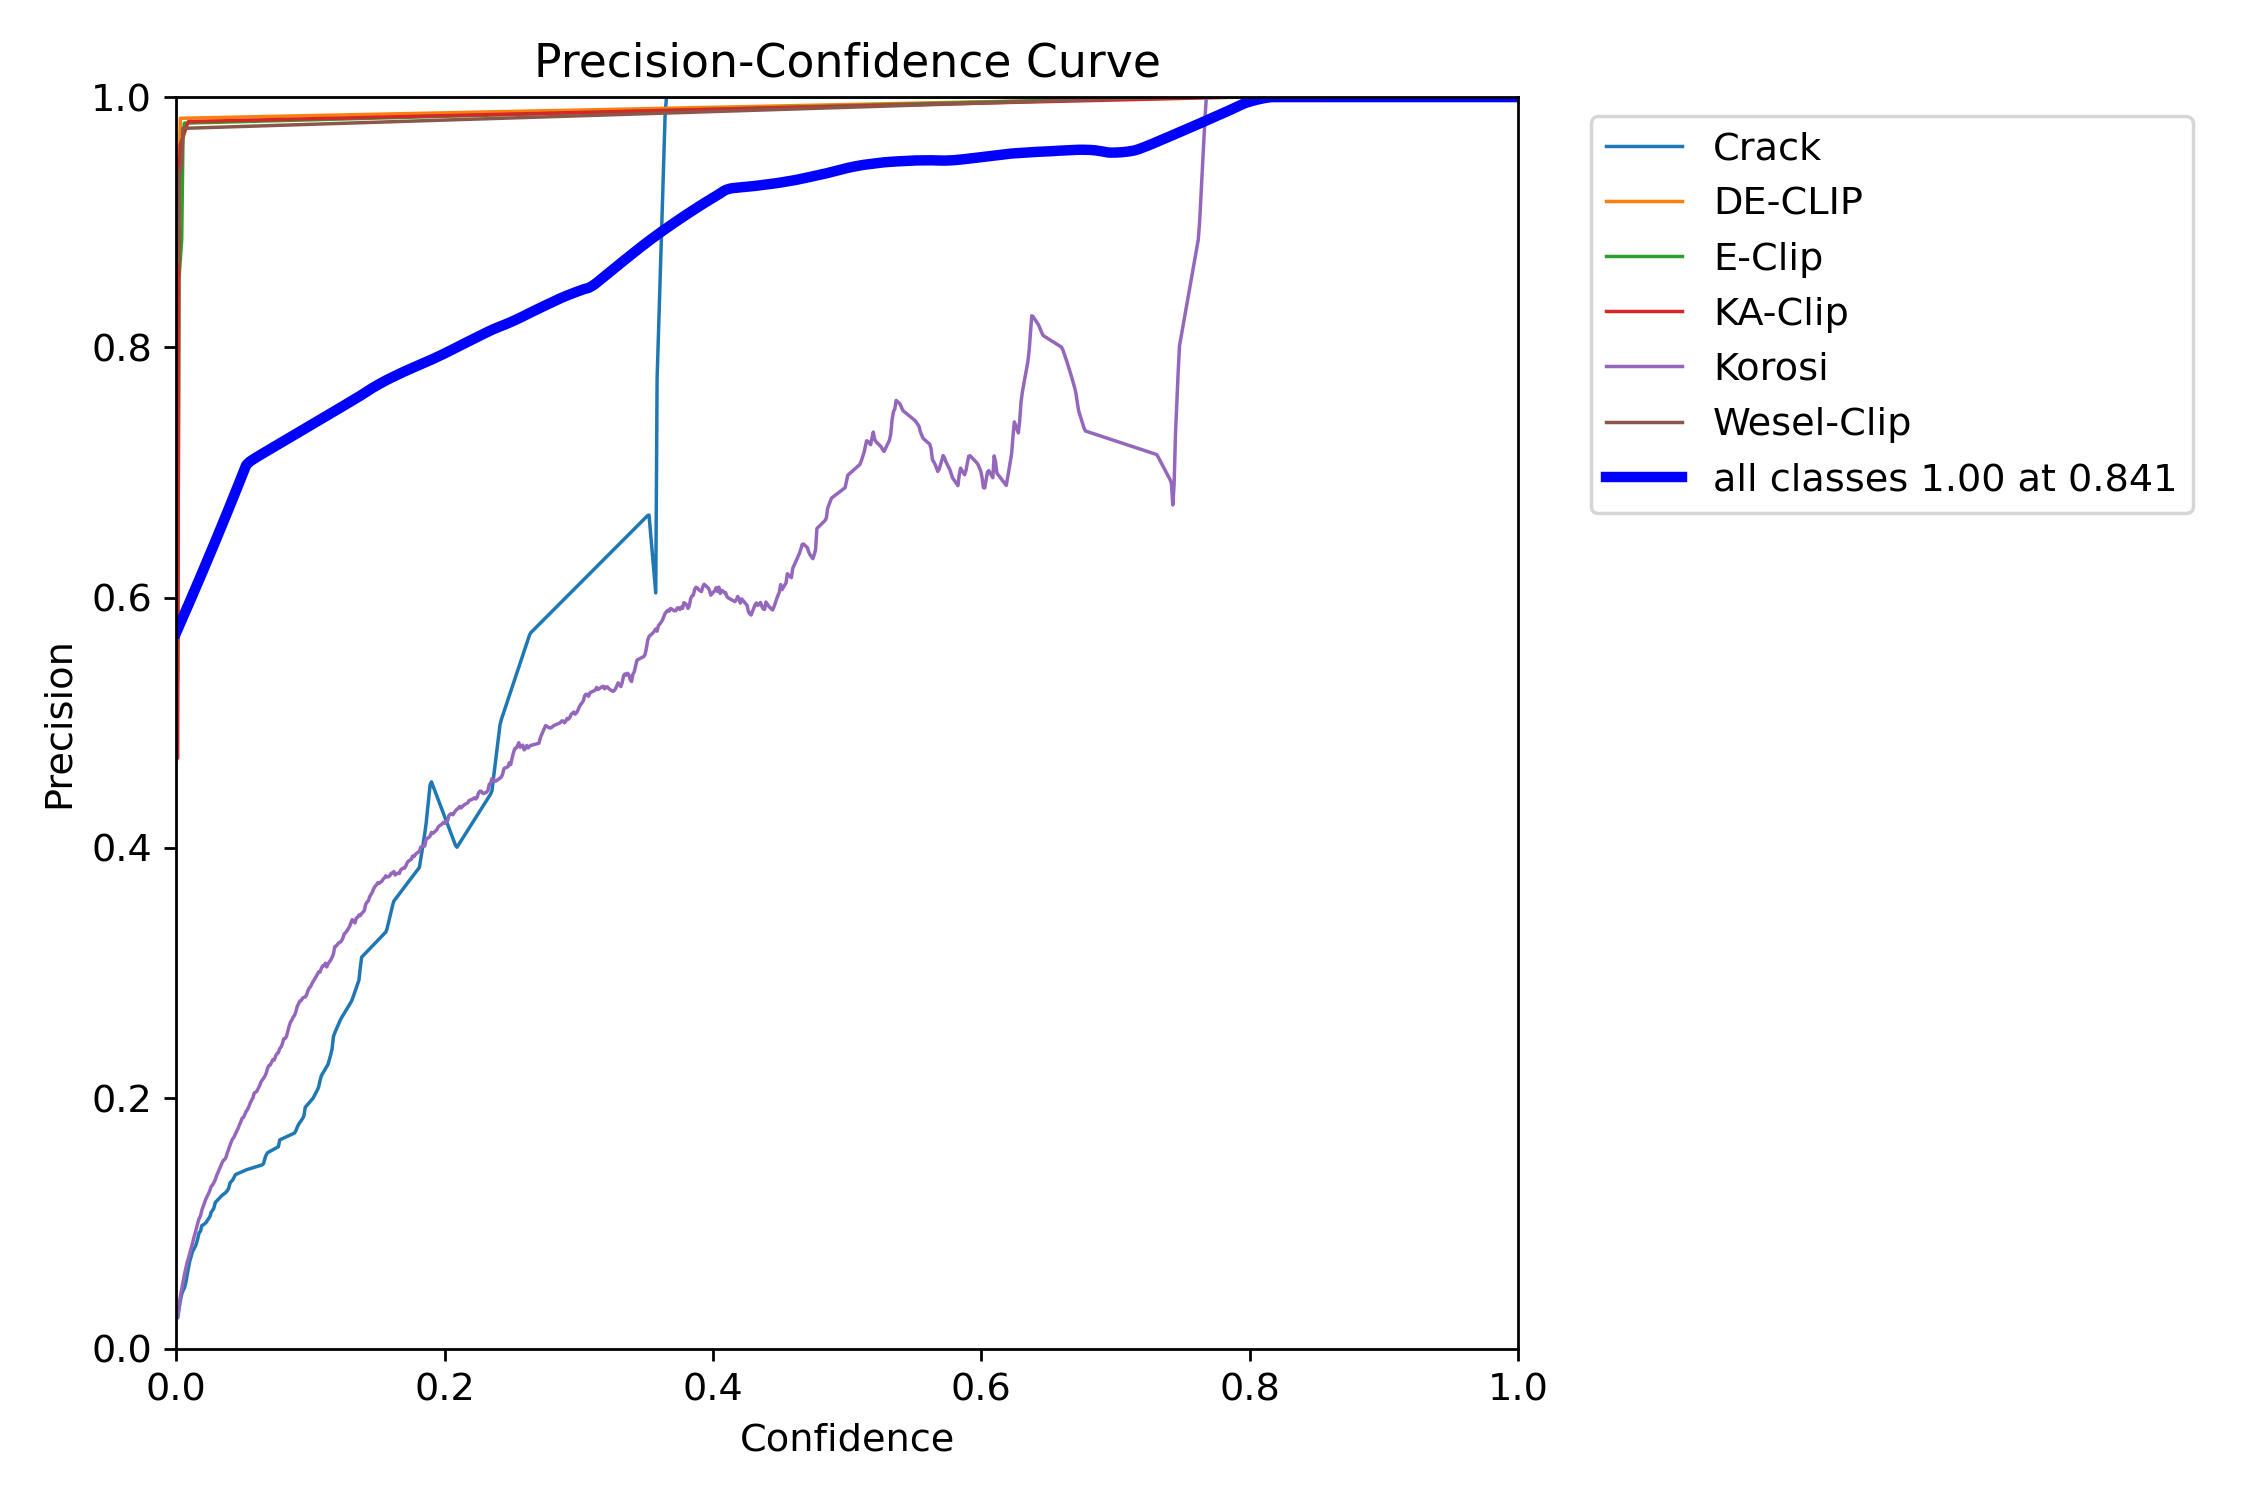 Precision-Confidence Curve
1.0
0.8
0.6
0.4
0.2
0.0
Precision
0.0 0.2 0.4 0.6 0.8 1.0
Confidence
Crack
DE-CLIP
E-Clip
KA-Clip
Korosi
Wesel-Clip
all classes 1.00 at 0.841